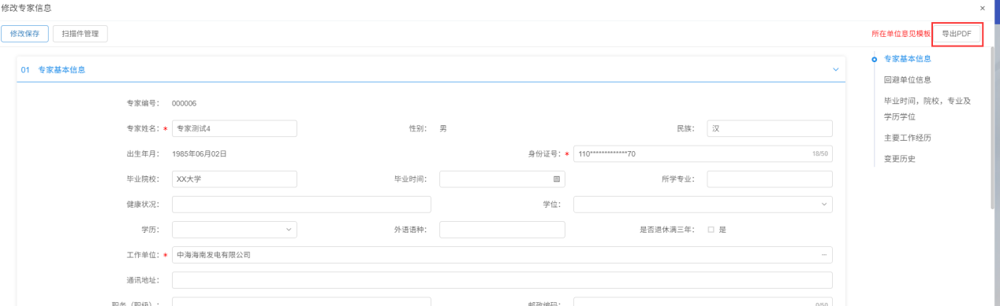 修改专家信息 ×
修改保存 扫描件管理 所在单位意见模板 导出PDF
01 专家基本信息
专家编号： 000006
专家姓名：* 专家测试4 性别： 男 民族： 汉
出生年月： 1985年06月02日 身份证号：* 110*************70 18/50
毕业院校： XX大学 毕业时间： 所学专业：
健康状况： 学位：
学历： 外语语种： 是否退休满三年： 是
工作单位：* 中海海南发电有限公司 ...
通讯地址：
职务（职级）： 邮政编码： 0/50
专家基本信息
回避单位信息
毕业时间，院校，专业及
学历学位
主要工作经历
变更历史